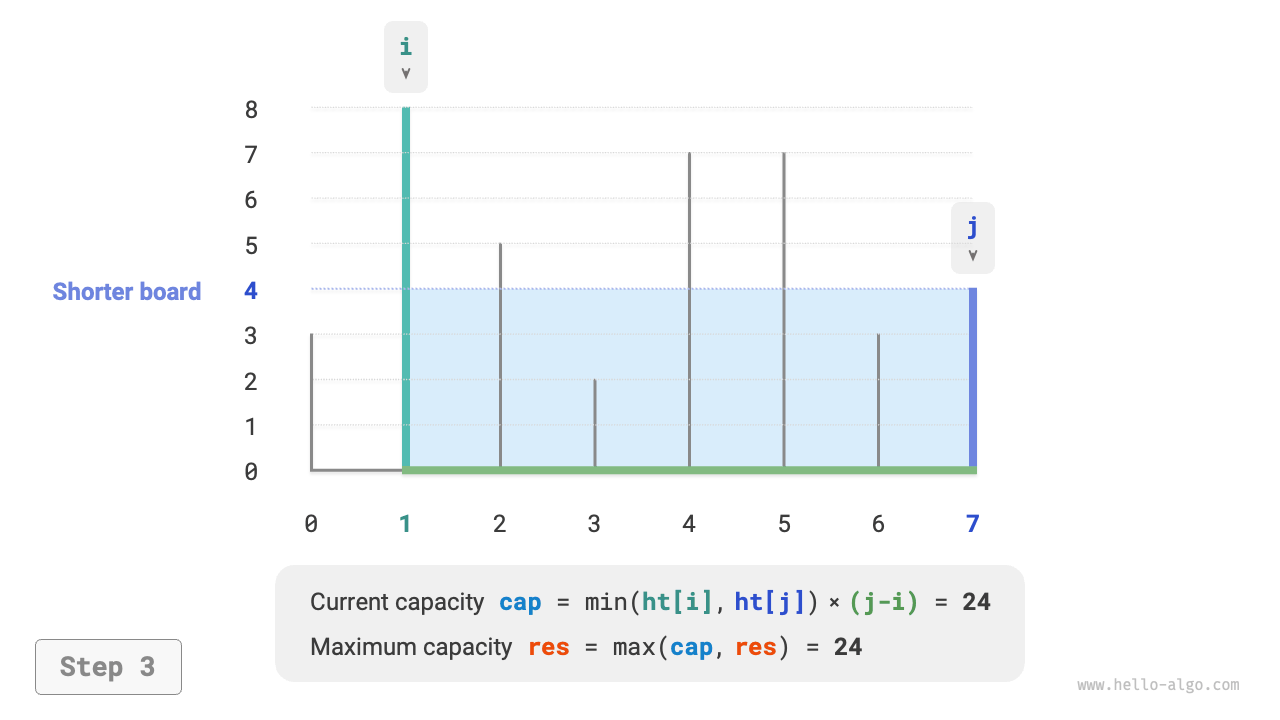 i
8
7
6
5
j
Shorter board 4
3
2
1
0
0 1 2 3 4 5 6 7
Current capacity cap = min(ht[i], ht[j]) × (j-i) = 24
Maximum capacity res = max(cap, res) = 24
Step 3
www.hello-algo.com